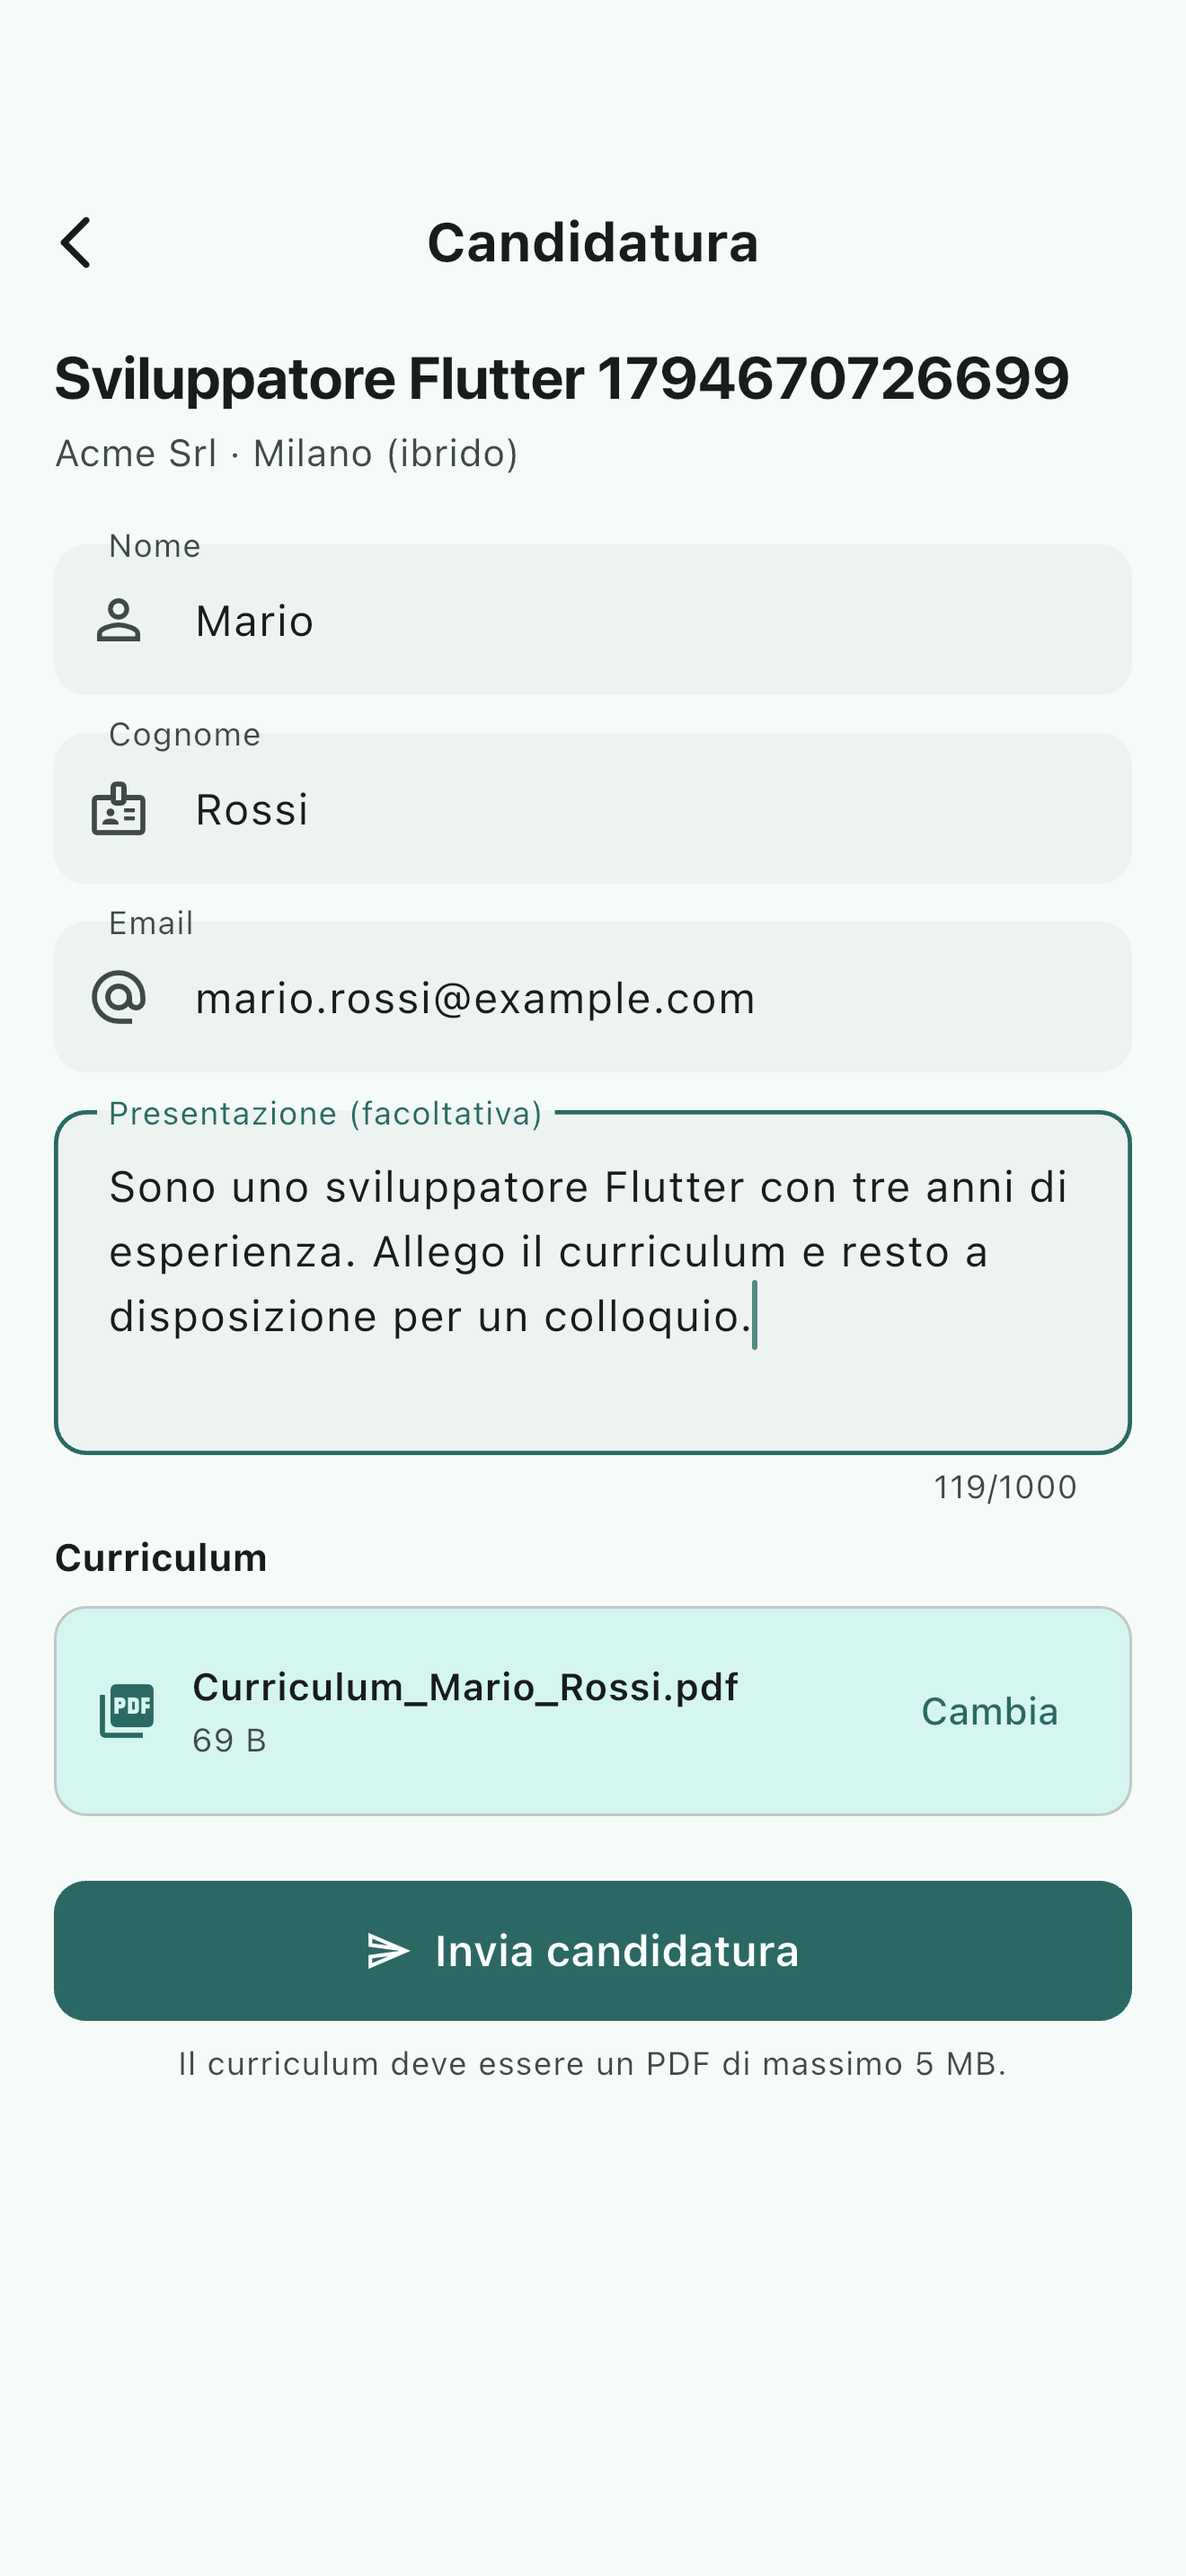 Candidatura
Sviluppatore Flutter 1794670726699
Acme Srl · Milano (ibrido)
Nome
Mario
Cognome
Rossi
Email
mario.rossi@example.com
Presentazione (facoltativa)
Sono uno sviluppatore Flutter con tre anni di
esperienza. Allego il curriculum e resto a
disposizione per un colloquio.
119/1000
Curriculum
PDF
Curriculum_Mario_Rossi.pdf
69 B
Cambia
Invia candidatura
Il curriculum deve essere un PDF di massimo 5 MB.